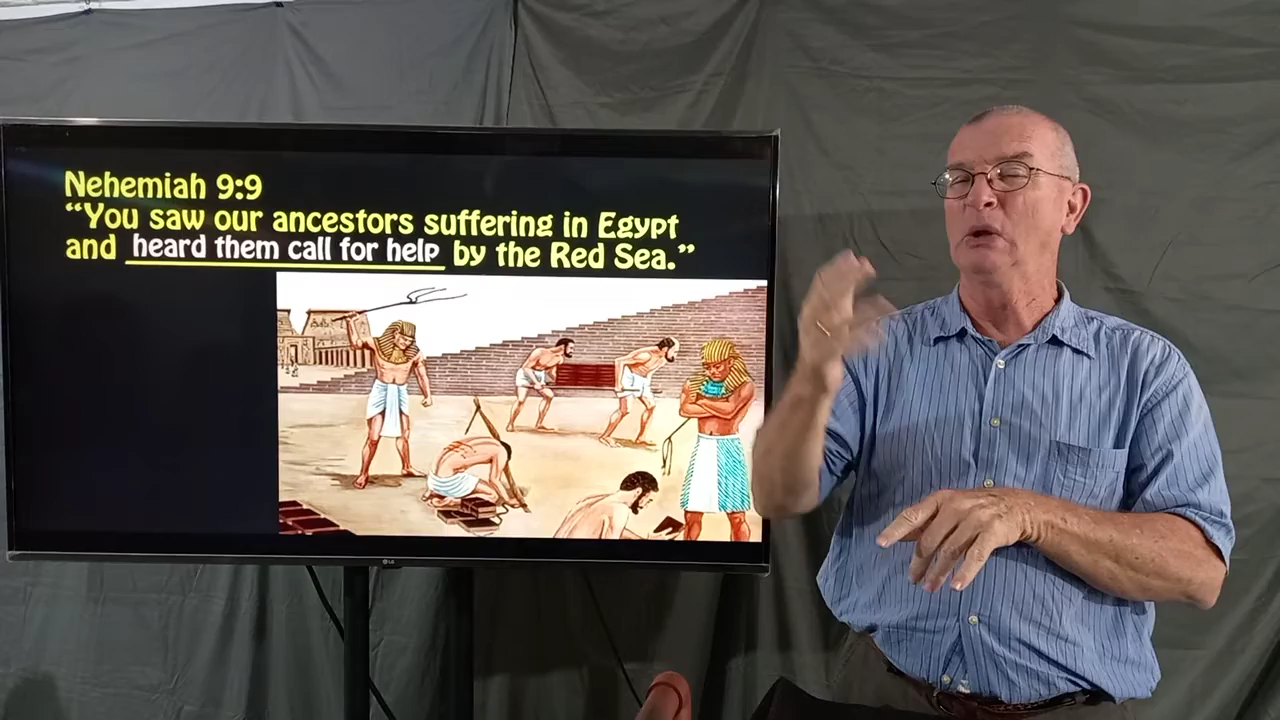 Nehemiah 9:9
“You saw our ancestors suffering in Egypt
and heard them call for help by the Red Sea.”
LG